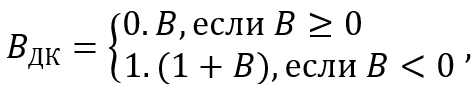 0. B, если B ≥ 0
B_ДК = {
1. (1 + B), если B < 0 ,